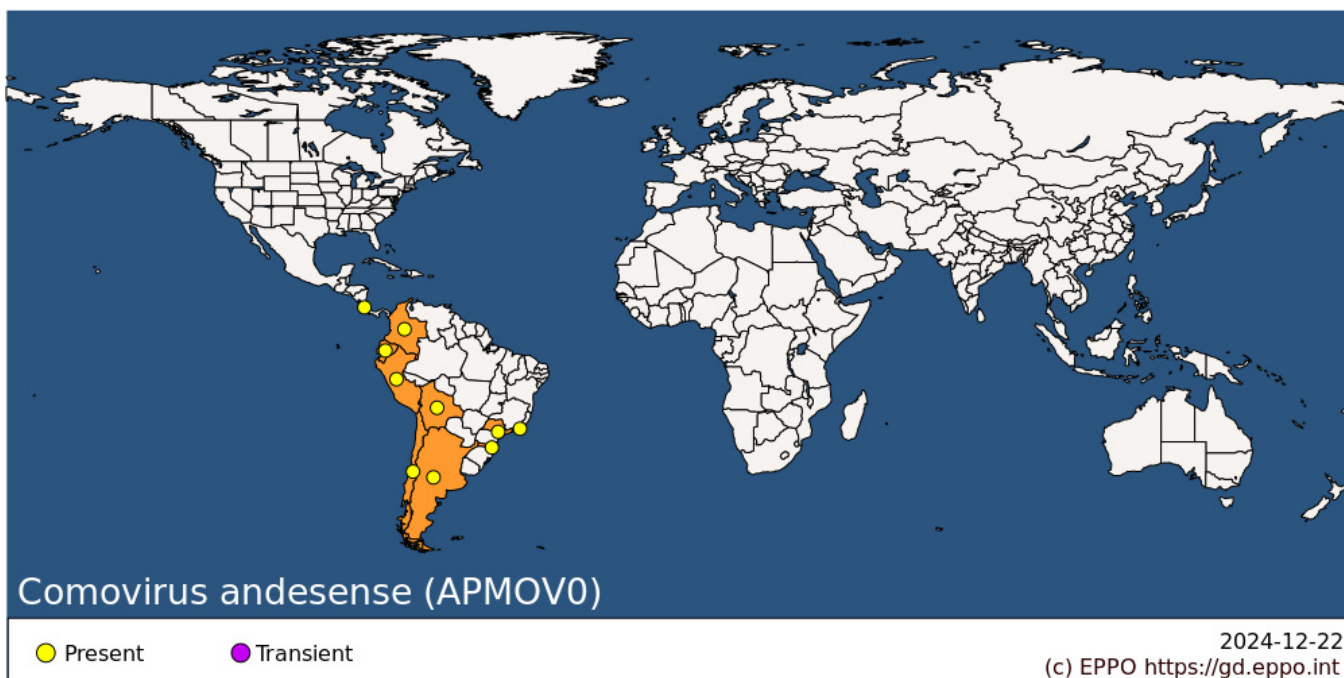 Comovirus andesense (APMOV0)
Present
Transient
2024-12-22
(c) EPPO https://gd.eppo.int